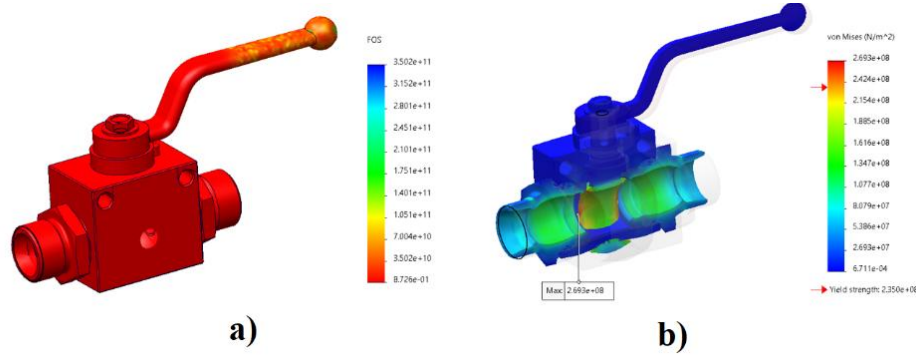 FOS
3.502e+11
3.152e+11
2.801e+11
2.451e+11
2.101e+11
1.751e+11
1.401e+11
1.051e+11
7.004e+10
3.502e+10
8.726e-01
a)
von Mises (N/m^2)
2.693e+08
2.424e+08
2.154e+08
1.885e+08
1.616e+08
1.347e+08
1.077e+08
8.079e+07
5.386e+07
2.693e+07
6.711e-04
Yield strength: 2.350e+08
Max: 2.693e+08
b)